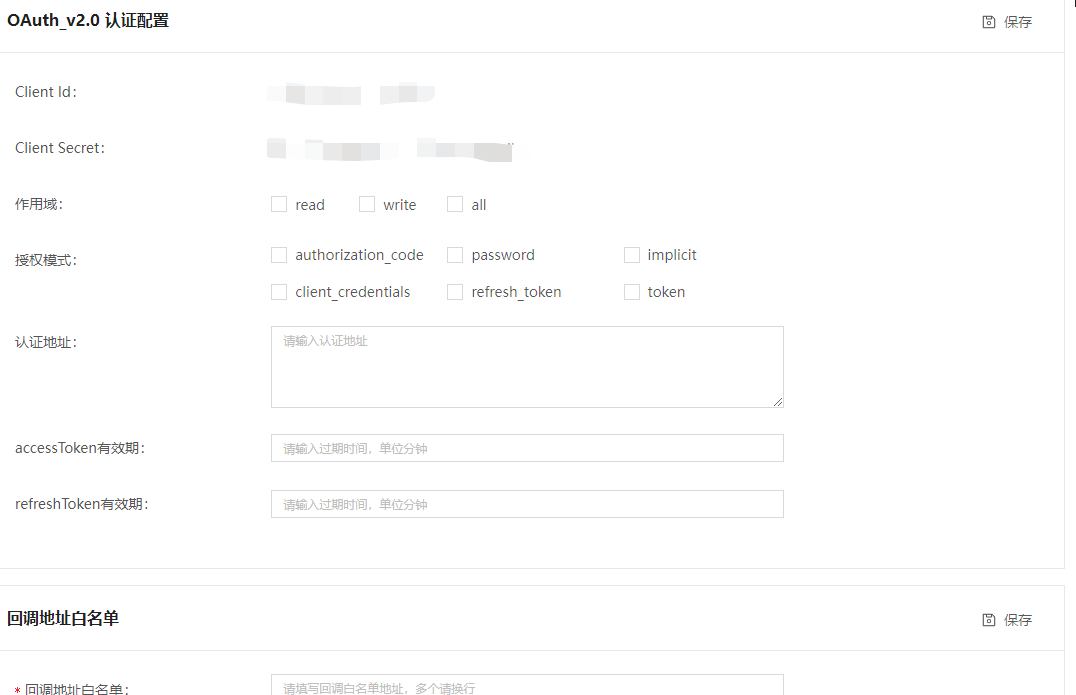 OAuth_v2.0 认证配置 保存
Client Id：
Client Secret：
作用域： read write all
授权模式： authorization_code password implicit
client_credentials refresh_token token
认证地址： 请输入认证地址
accessToken有效期： 请输入过期时间，单位分钟
refreshToken有效期： 请输入过期时间，单位分钟
回调地址白名单 保存
* 回调地址白名单： 请填写回调白名单地址，多个请换行